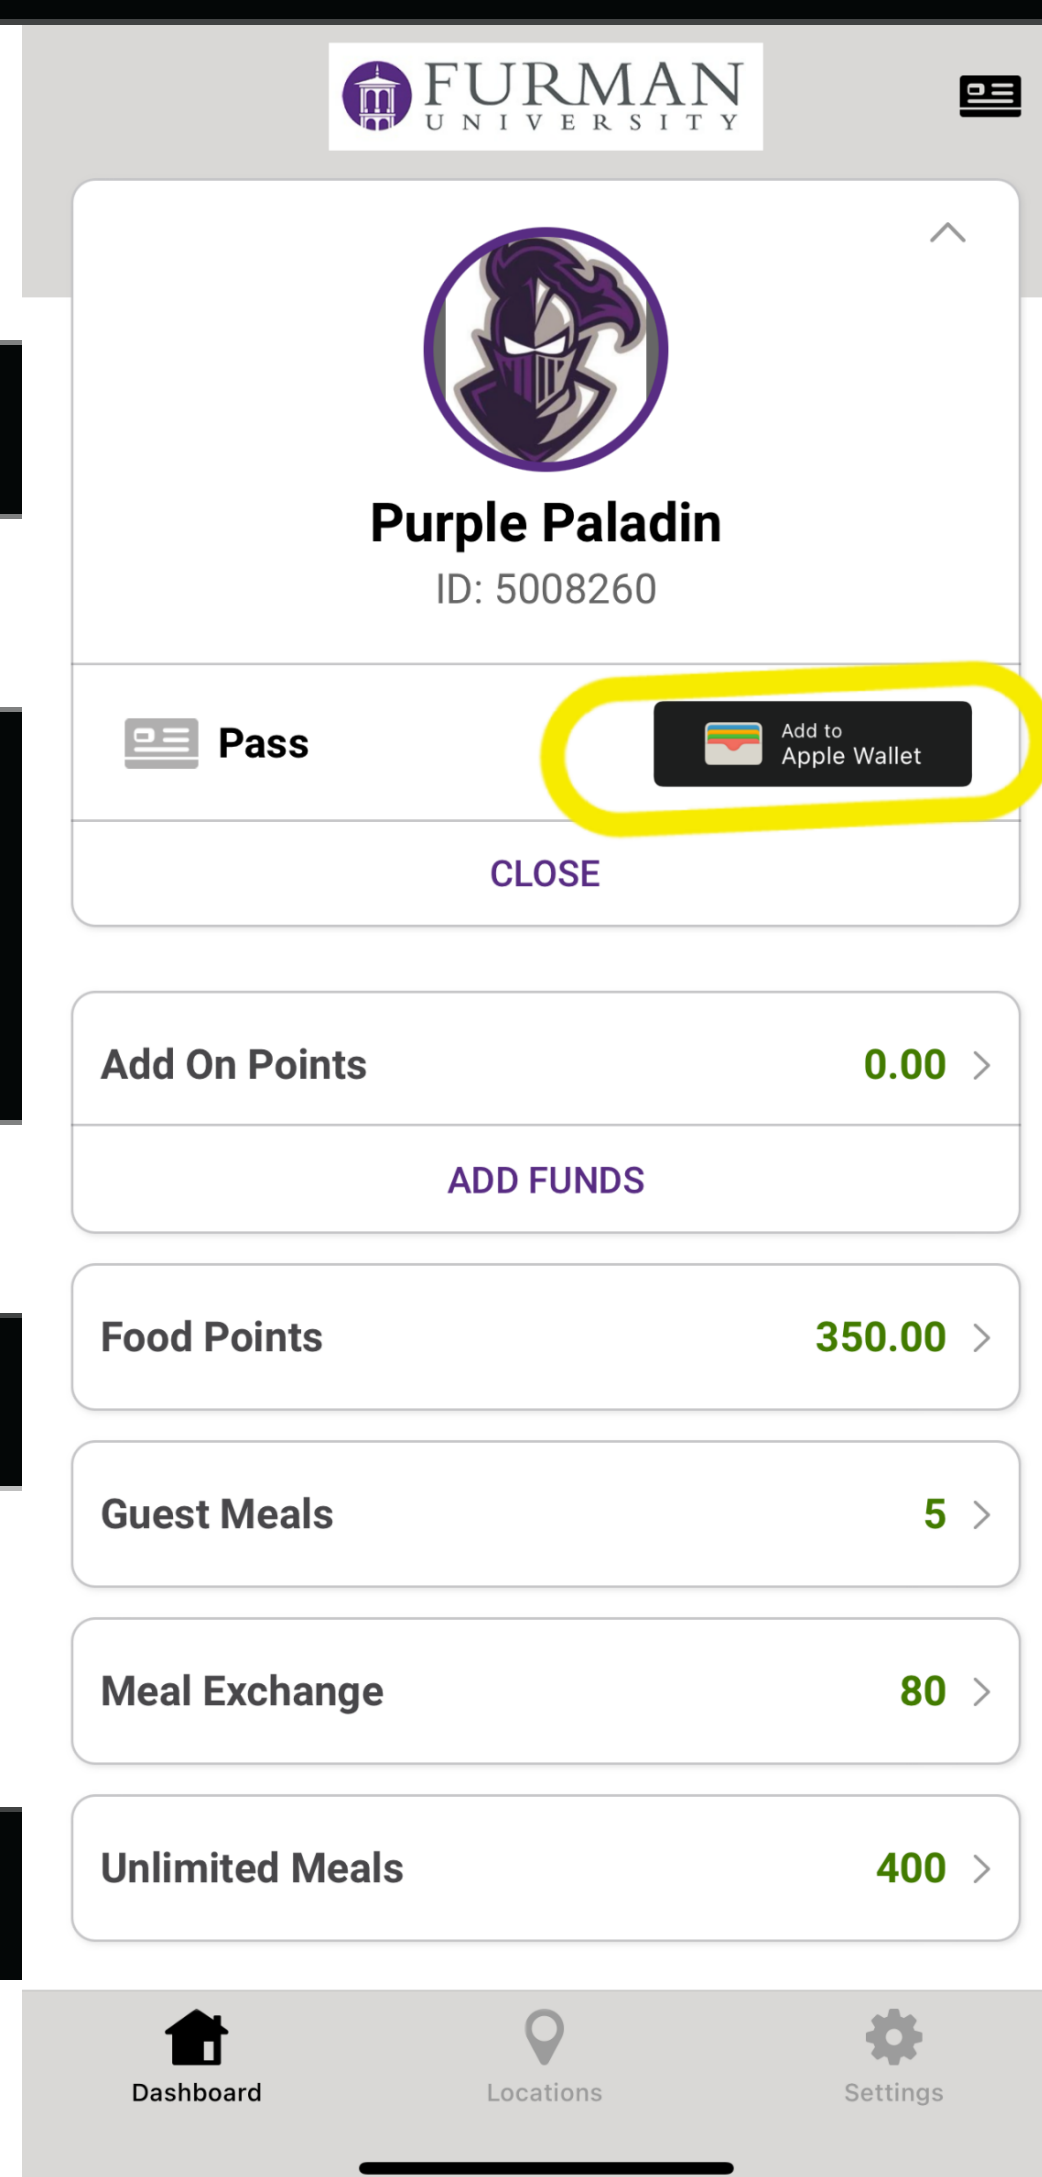 FURMAN
UNIVERSITY
Purple Paladin
ID: 5008260
Pass
Add to
Apple Wallet
CLOSE
Add On Points 0.00
ADD FUNDS
Food Points 350.00
Guest Meals 5
Meal Exchange 80
Unlimited Meals 400
Dashboard Locations Settings